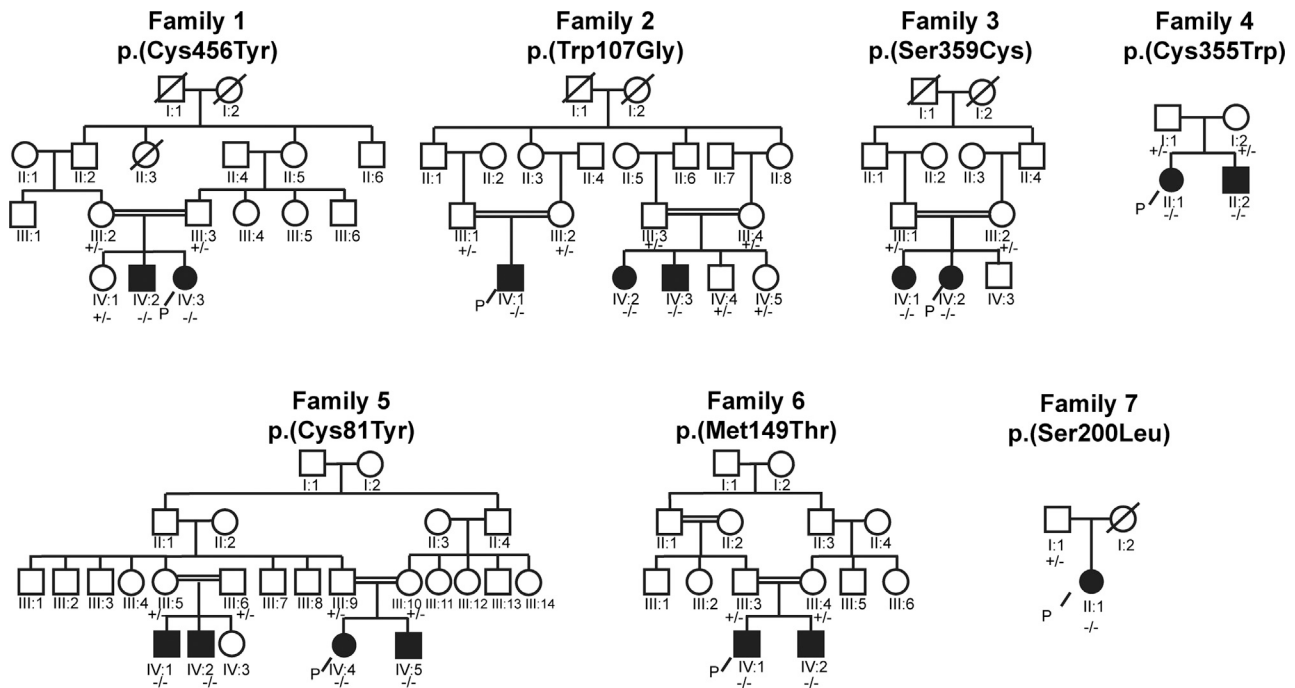 Family 1
p.(Cys456Tyr)
I:1 I:2
II:1 II:2 II:3 II:4 II:5 II:6
III:1 III:2 III:3 III:4 III:5 III:6
+/- +/-
IV:1 IV:2 IV:3
P
+/- -/- -/-
Family 2
p.(Trp107Gly)
I:1 I:2
II:1 II:2 II:3 II:4 II:5 II:6 II:7 II:8
III:1 III:2 III:3 III:4
+/- +/- +/- +/-
IV:1 IV:2 IV:3 IV:4 IV:5
P
-/- -/- -/- +/- +/-
Family 3
p.(Ser359Cys)
I:1 I:2
II:1 II:2 II:3 II:4
III:1 III:2
+/- +/-
IV:1 IV:2 IV:3
P
-/- -/-
Family 4
p.(Cys355Trp)
I:1 I:2
+/- +/-
II:1 II:2
P
-/- -/-
Family 5
p.(Cys81Tyr)
I:1 I:2
II:1 II:2 II:3 II:4
III:1 III:2 III:3 III:4 III:5 III:6 III:7 III:8 III:9 III:10 III:11 III:12 III:13 III:14
+/- +/- +/- +/-
IV:1 IV:2 IV:3 IV:4 IV:5
P
-/- -/- -/- -/-
Family 6
p.(Met149Thr)
I:1 I:2
II:1 II:2 II:3 II:4
III:1 III:2 III:3 III:4 III:5 III:6
+/- +/-
IV:1 IV:2
P
-/- -/-
Family 7
p.(Ser200Leu)
I:1 I:2
+/-
II:1
P
-/-